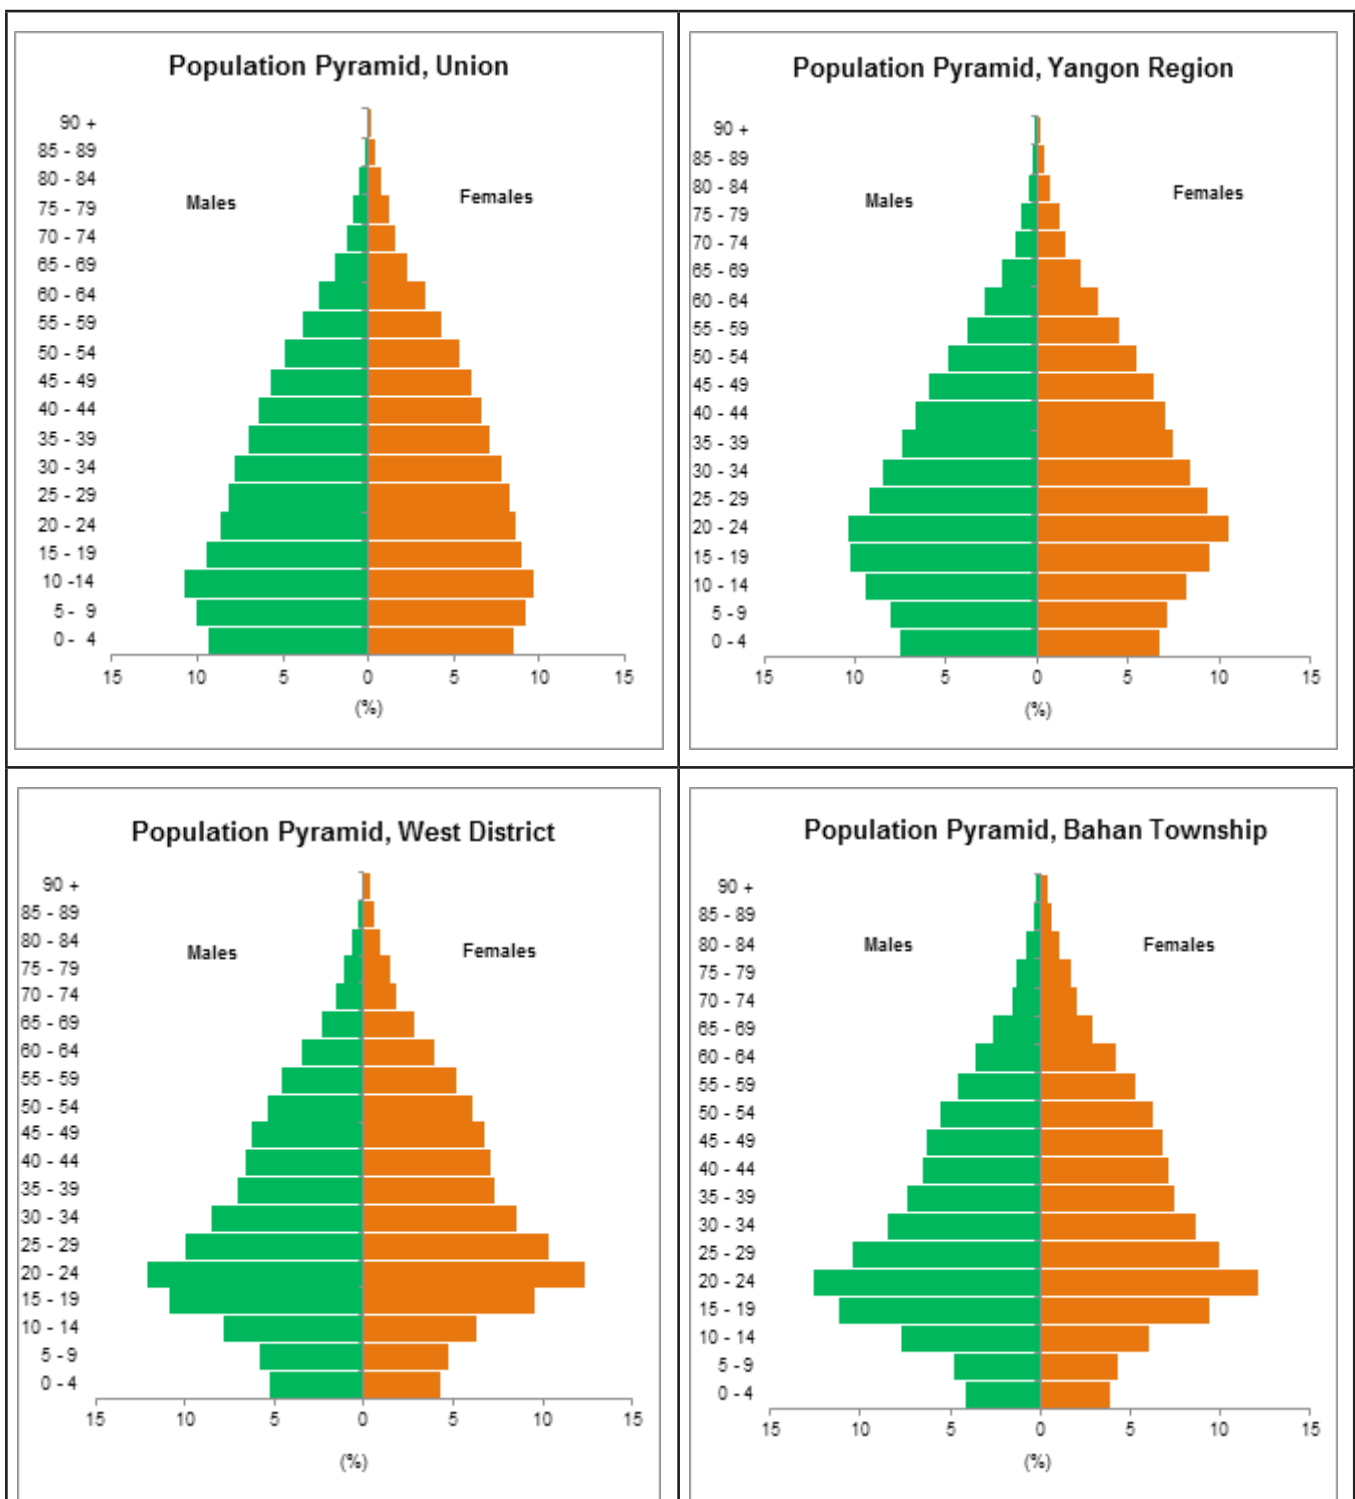 Population Pyramid, Union
90 +
85 - 89
80 - 84
75 - 79
70 - 74
65 - 69
60 - 64
55 - 59
50 - 54
45 - 49
40 - 44
35 - 39
30 - 34
25 - 29
20 - 24
15 - 19
10 -14
5 - 9
0 - 4
Males
Females
15 10 5 0 5 10 15
(%)
Population Pyramid, Yangon Region
90 +
85 - 89
80 - 84
75 - 79
70 - 74
65 - 69
60 - 64
55 - 59
50 - 54
45 - 49
40 - 44
35 - 39
30 - 34
25 - 29
20 - 24
15 - 19
10 - 14
5 - 9
0 - 4
Males
Females
15 10 5 0 5 10 15
(%)
Population Pyramid, West District
90 +
85 - 89
80 - 84
75 - 79
70 - 74
65 - 69
60 - 64
55 - 59
50 - 54
45 - 49
40 - 44
35 - 39
30 - 34
25 - 29
20 - 24
15 - 19
10 - 14
5 - 9
0 - 4
Males
Females
15 10 5 0 5 10 15
(%)
Population Pyramid, Bahan Township
90 +
85 - 89
80 - 84
75 - 79
70 - 74
65 - 69
60 - 64
55 - 59
50 - 54
45 - 49
40 - 44
35 - 39
30 - 34
25 - 29
20 - 24
15 - 19
10 - 14
5 - 9
0 - 4
Males
Females
15 10 5 0 5 10 15
(%)